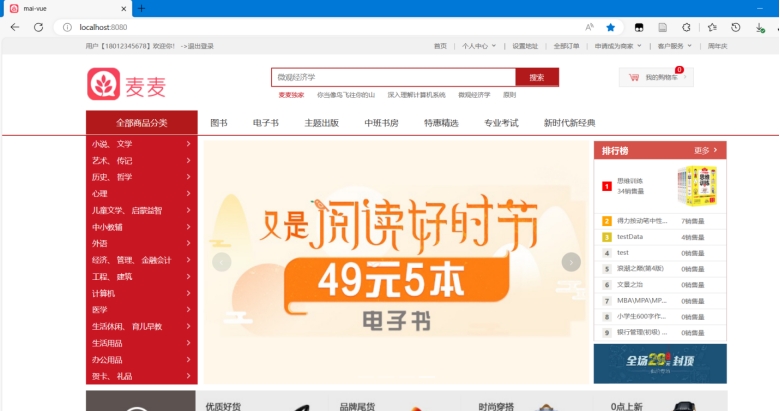 mai-vue
localhost:8080
用户【18012345678】欢迎您! ->退出登录
首页 个人中心 设置地址 全部订单 申请成为商家 客户服务 周年庆
麦麦
微观经济学 搜索
我的购物车 0
麦麦独家 你当像鸟飞往你的山 深入理解计算机系统 微观经济学 原则
全部商品分类 图书 电子书 主题出版 中班书房 特惠精选 专业考试 新时代新经典
小说、文学
艺术、传记
历史、哲学
心理
儿童文学、启蒙益智
中小教辅
外语
经济、管理、金融会计
工程、建筑
计算机
医学
生活休闲、育儿早教
生活用品
办公用品
贺卡、礼品
又是阅读好时节
49元5本
电子书
排行榜 更多
1 思维训练
34销售量
思维训练
2 得力按动笔中性... 7销售量
3 testData 4销售量
4 test 0销售量
5 浪潮之巅(第4版) 0销售量
6 文章之治 0销售量
7 MBA\MPA\MP... 0销售量
8 小学生600字作... 0销售量
9 银行管理(初级) ... 0销售量
全场 封顶
优质好货 品牌尾货 时尚穿搭 0点上新